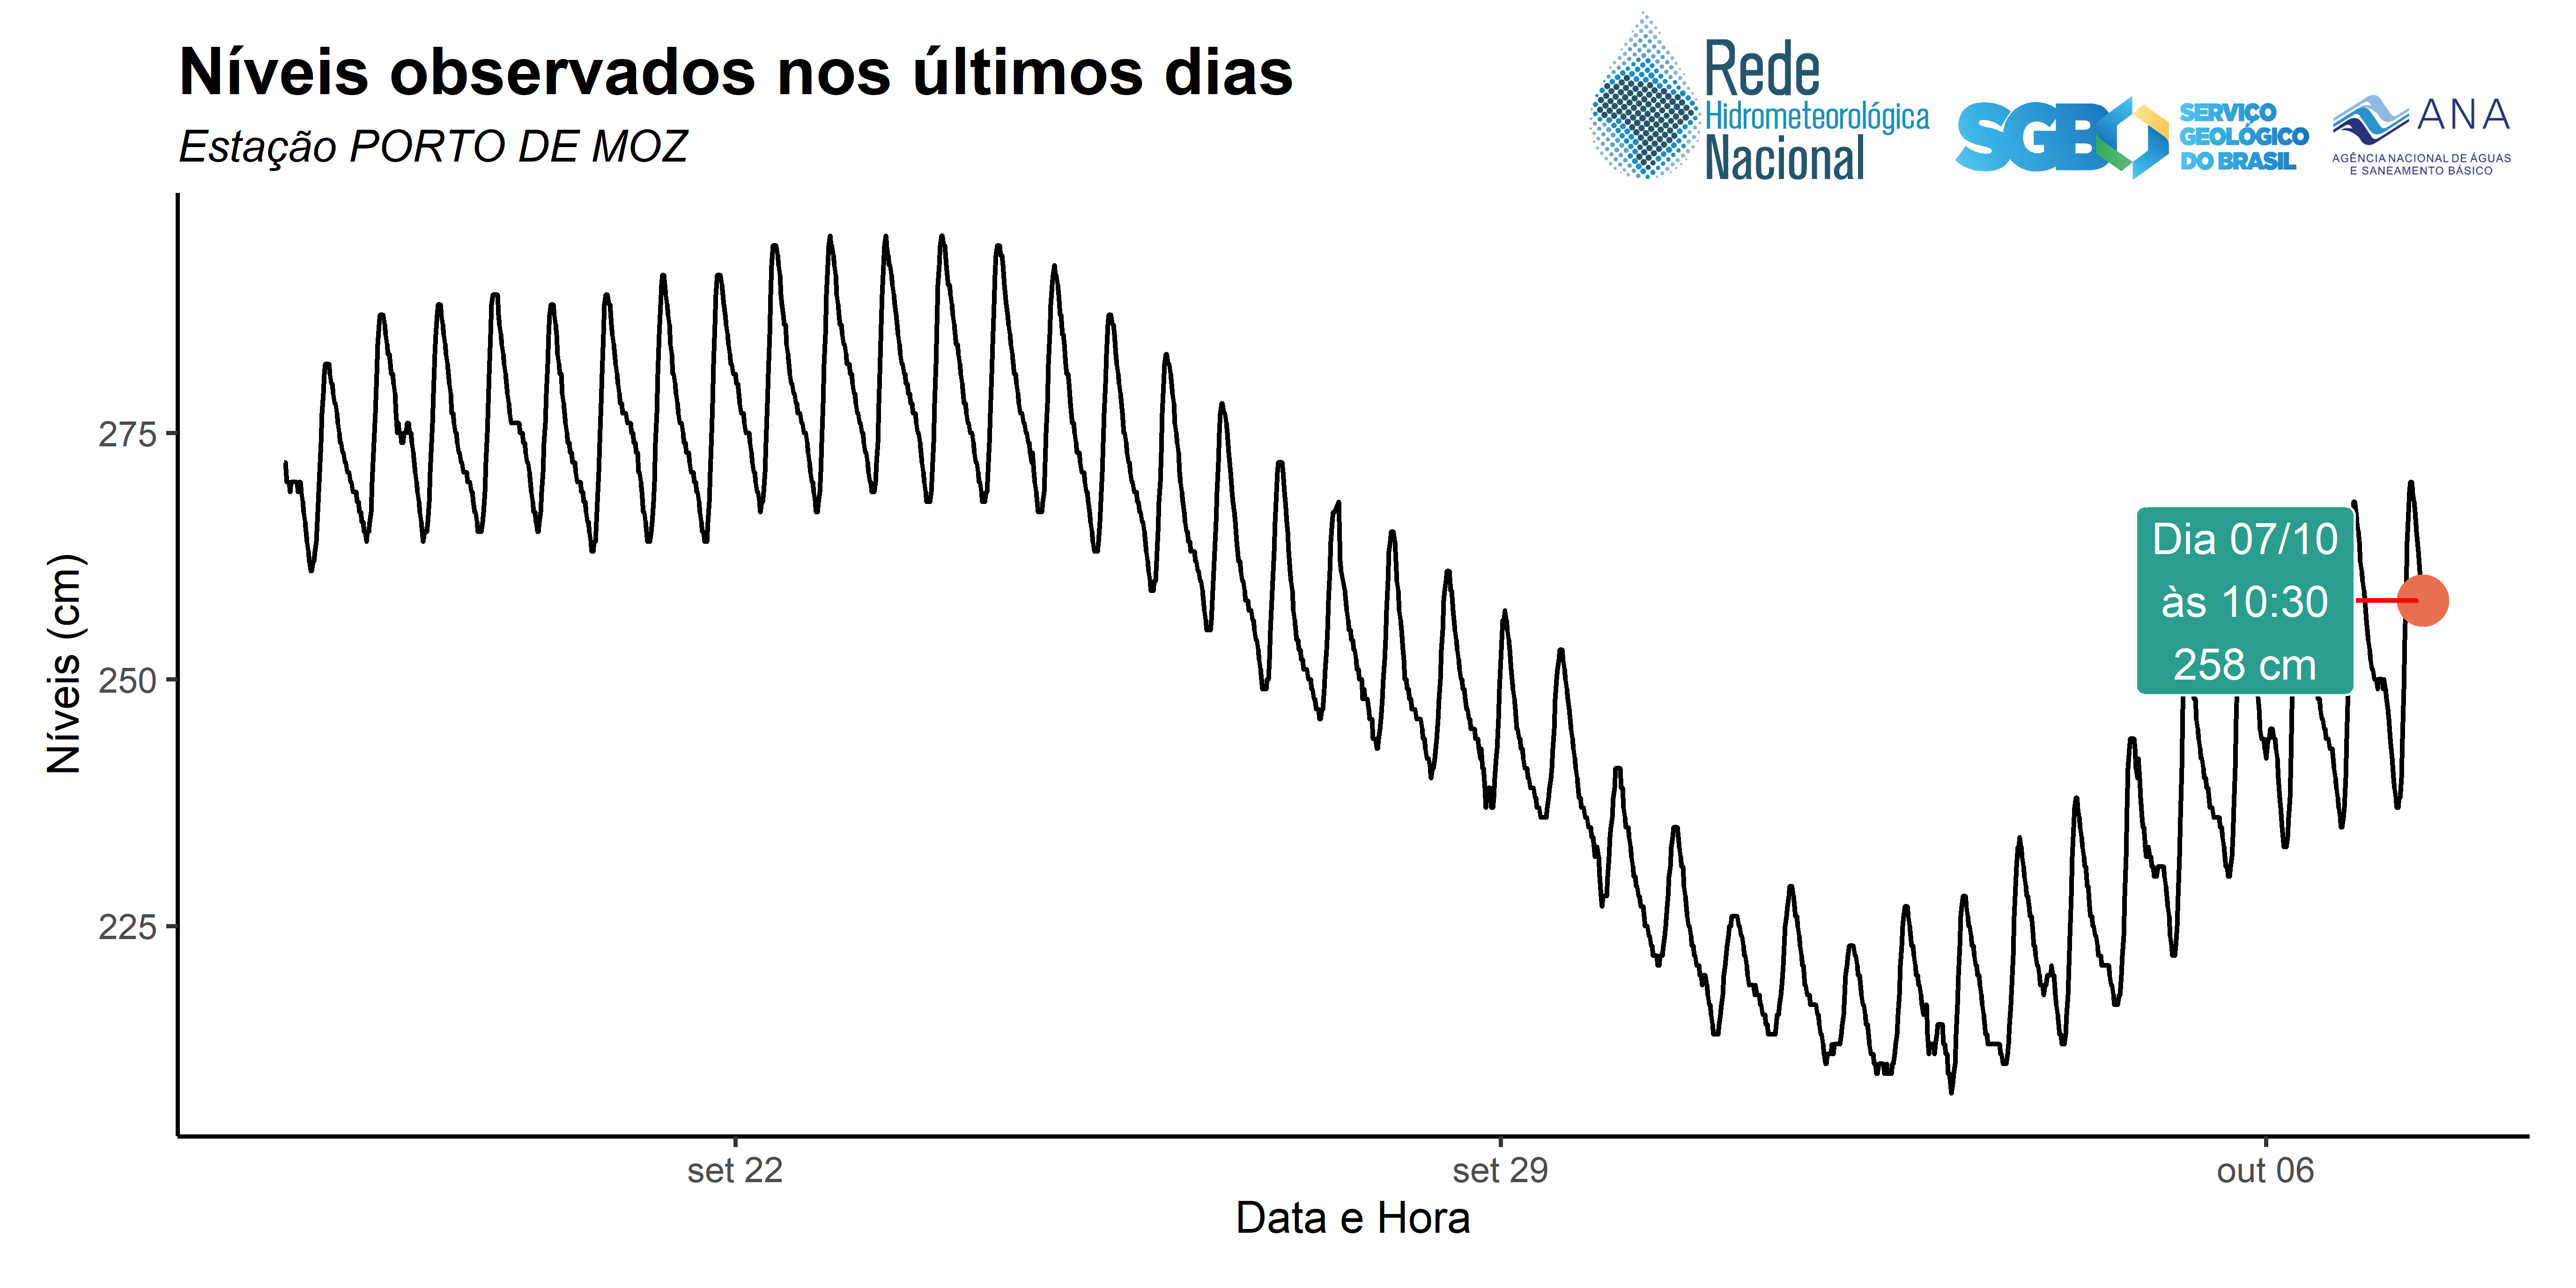 Níveis observados nos últimos dias
Estação PORTO DE MOZ
Rede
Hidrometeorológica
Nacional
SGB
SERVIÇO
GEOLÓGICO
DO BRASIL
ANA
AGÊNCIA NACIONAL DE ÁGUAS
E SANEAMENTO BÁSICO
Níveis (cm)
275
250
225
Dia 07/10
às 10:30
258 cm
set 22
set 29
out 06
Data e Hora